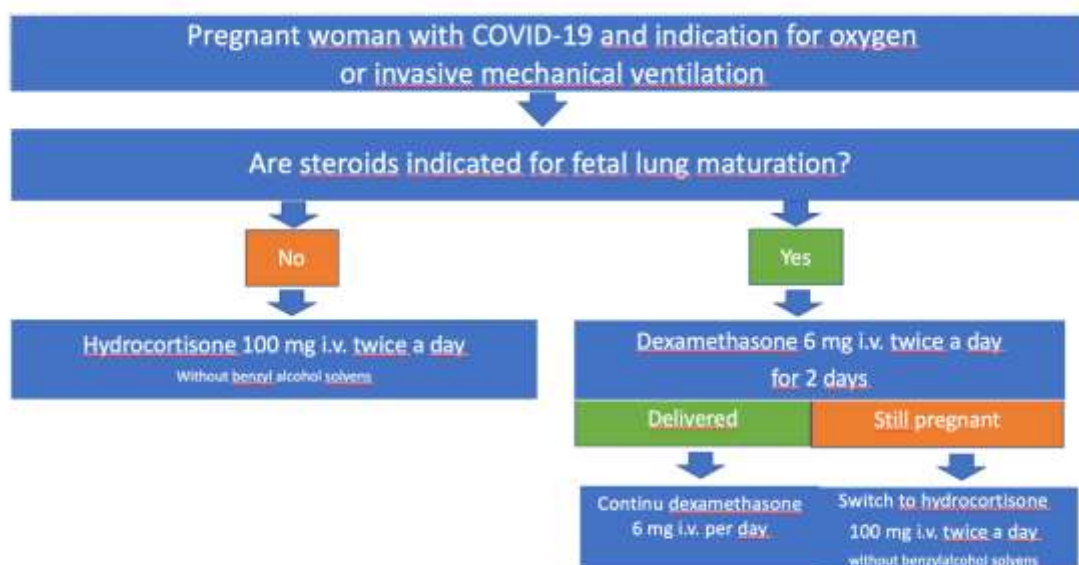 Pregnant woman with COVID-19 and indication for oxygen
or invasive mechanical ventilation
Are steroids indicated for fetal lung maturation?
No
Yes
Hydrocortisone 100 mg i.v. twice a day
Without benzyl alcohol solvens
Dexamethasone 6 mg i.v. twice a day
for 2 days
Delivered
Still pregnant
Continu dexamethasone
6 mg i.v. per day
Switch to hydrocortisone
100 mg i.v. twice a day
without benzylalcohol solvens